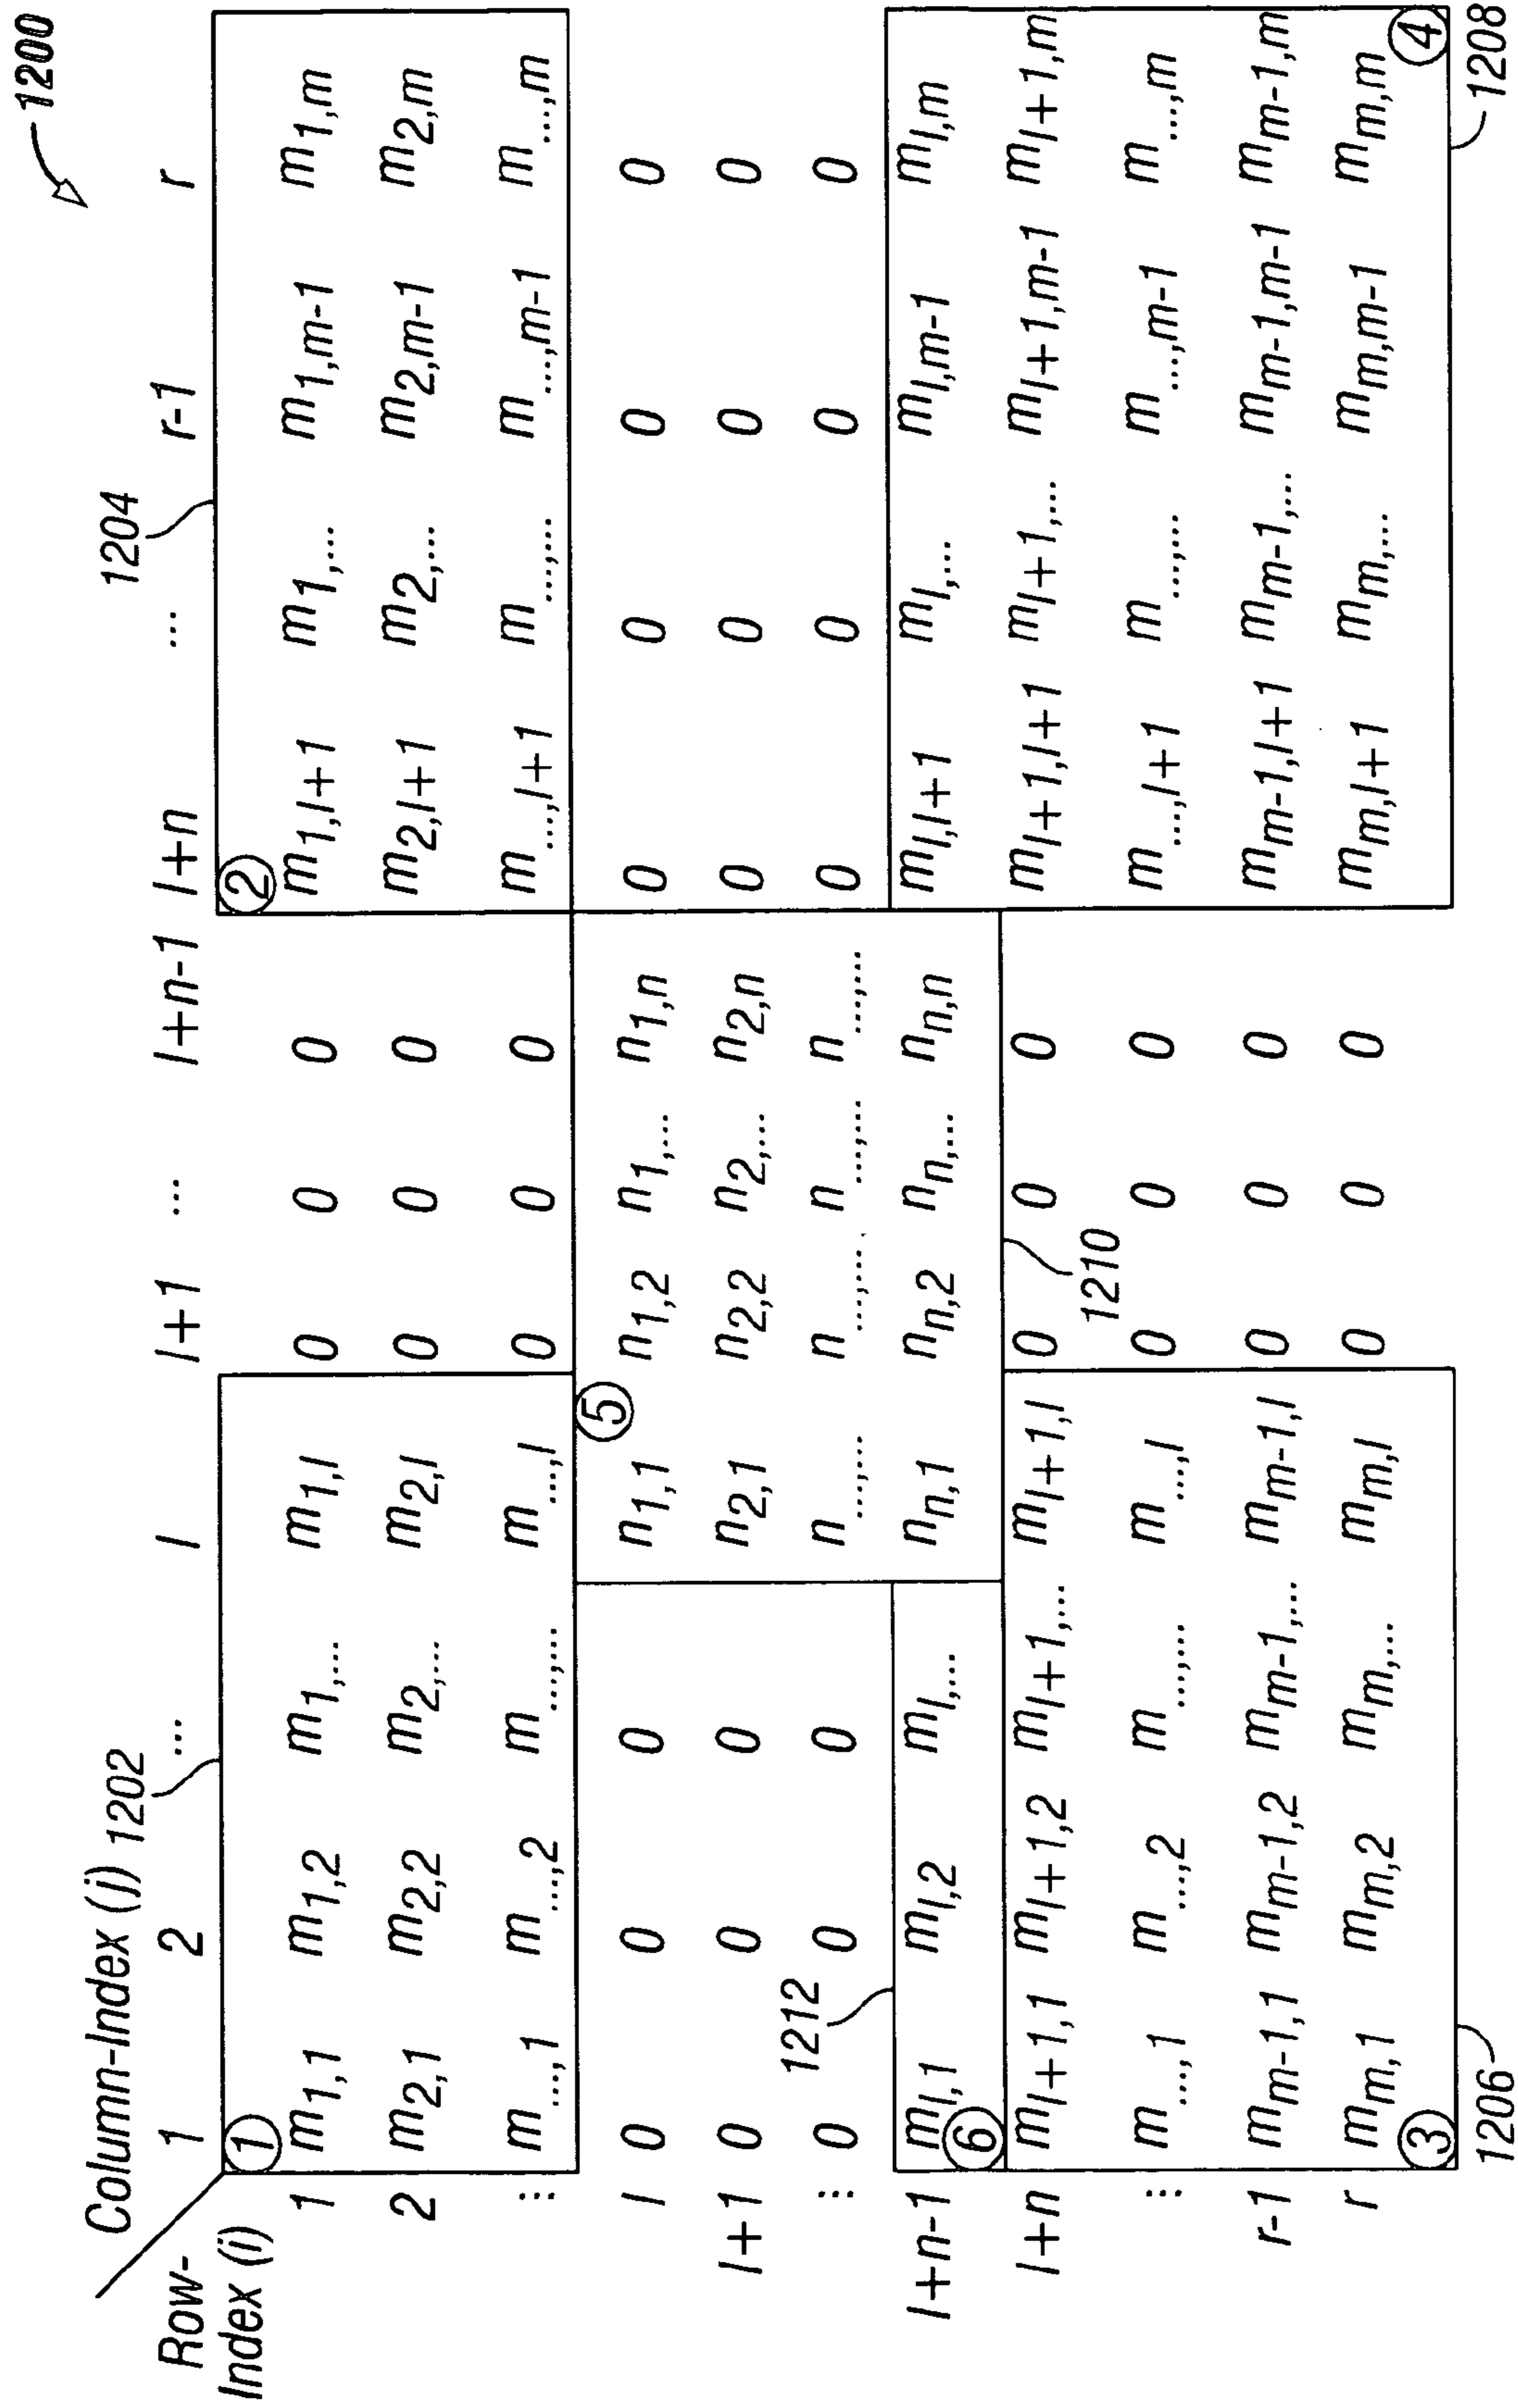 1200
Column-Index (j) 1202 1204
Row-Index (i) 1 2 ... l l+1 ... l+n-1 l+n ... r-1 r
① ②
1 m1,1 m1,2 m1,... m1,l 0 0 0 m1,l+1 m1,... m1,m-1 m1,m
2 m2,1 m2,2 m2,... m2,l 0 0 0 m2,l+1 m2,... m2,m-1 m2,m
... m...,1 m...,2 m...,... m...,l 0 0 0 m...,l+1 m...,... m...,m-1 m...,m
⑤
l 0 0 0 n1,1 n1,2 n1,... n1,n 0 0 0 0
l+1 0 0 0 n2,1 n2,2 n2,... n2,n 0 0 0 0
1212
... 0 0 0 n...,... n...,... n...,... n...,... 0 0 0 0
l+n-1 ml,1 ml,2 ml,... nn,1 nn,2 nn,... nn,n ml,l+1 ml,... ml,m-1 ml,m
⑥
l+n ml+1,1 ml+1,2 ml+1,... ml+1,l 0 0 0 ml+1,l+1 ml+1,... ml+1,m-1 ml+1,m
1210
... m...,1 m...,2 m...,... m...,l 0 0 0 m...,l+1 m...,... m...,m-1 m...,m
r-1 mm-1,1 mm-1,2 mm-1,... mm-1,l 0 0 0 mm-1,l+1 mm-1,... mm-1,m-1 mm-1,m
r mm,1 mm,2 mm,... mm,l 0 0 0 mm,l+1 mm,... mm,m-1 mm,m
③ ④
1206 1208